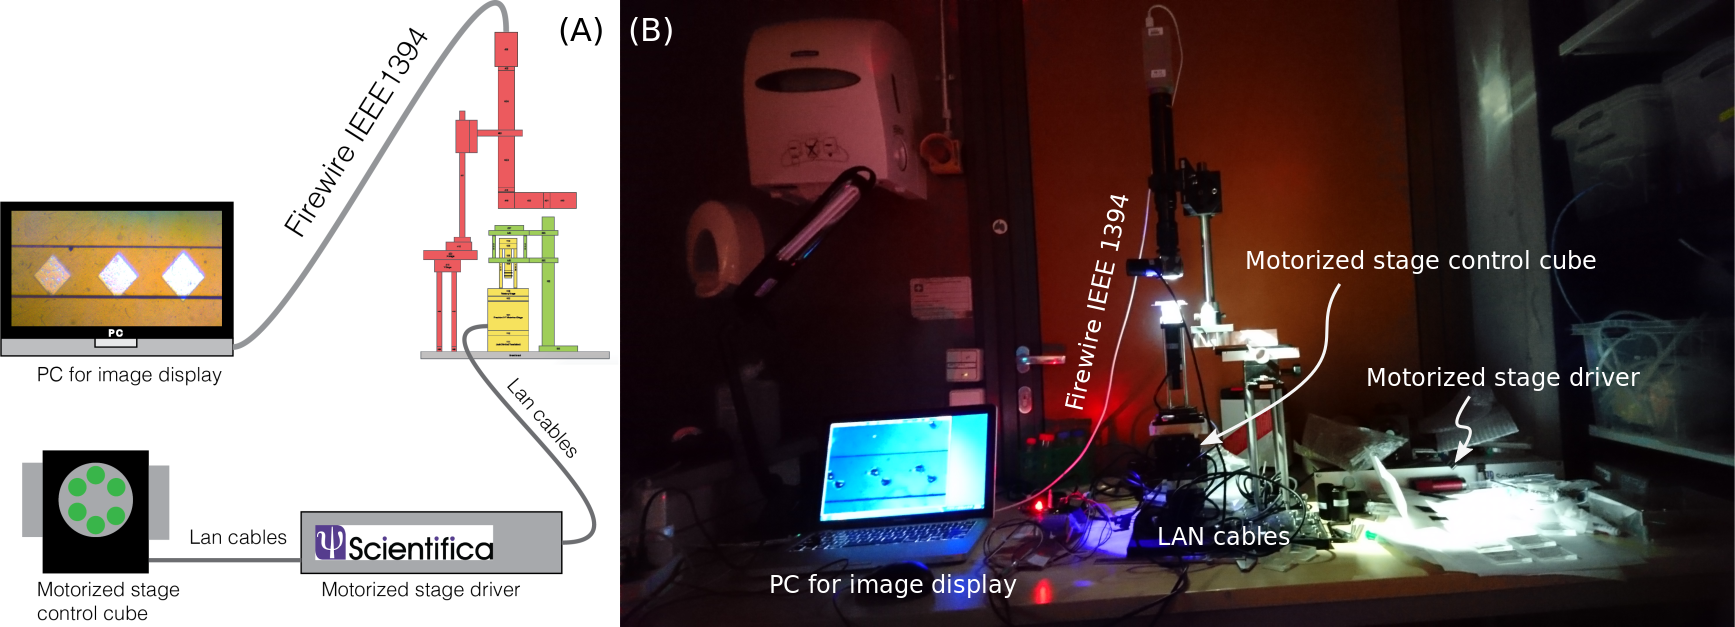 (A)
Firewire IEEE1394
PC
PC for image display
Lan cables
Motorized stage
control cube
Lan cables
Scientifica
Motorized stage driver
(B)
Firewire IEEE 1394
Motorized stage control cube
Motorized stage driver
Scientifica
LAN cables
PC for image display